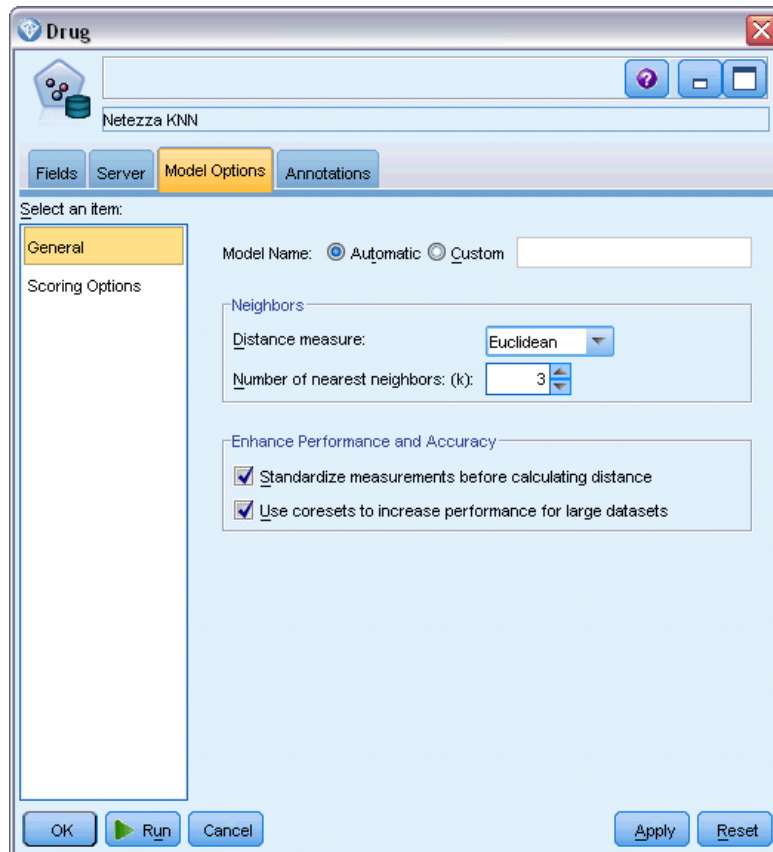 Drug
Netezza KNN
Fields Server Model Options Annotations
Select an item:
General
Scoring Options
Model Name: Automatic Custom
Neighbors
Distance measure: Euclidean
Number of nearest neighbors: (k): 3
Enhance Performance and Accuracy
Standardize measurements before calculating distance
Use coresets to increase performance for large datasets
OK Run Cancel Apply Reset